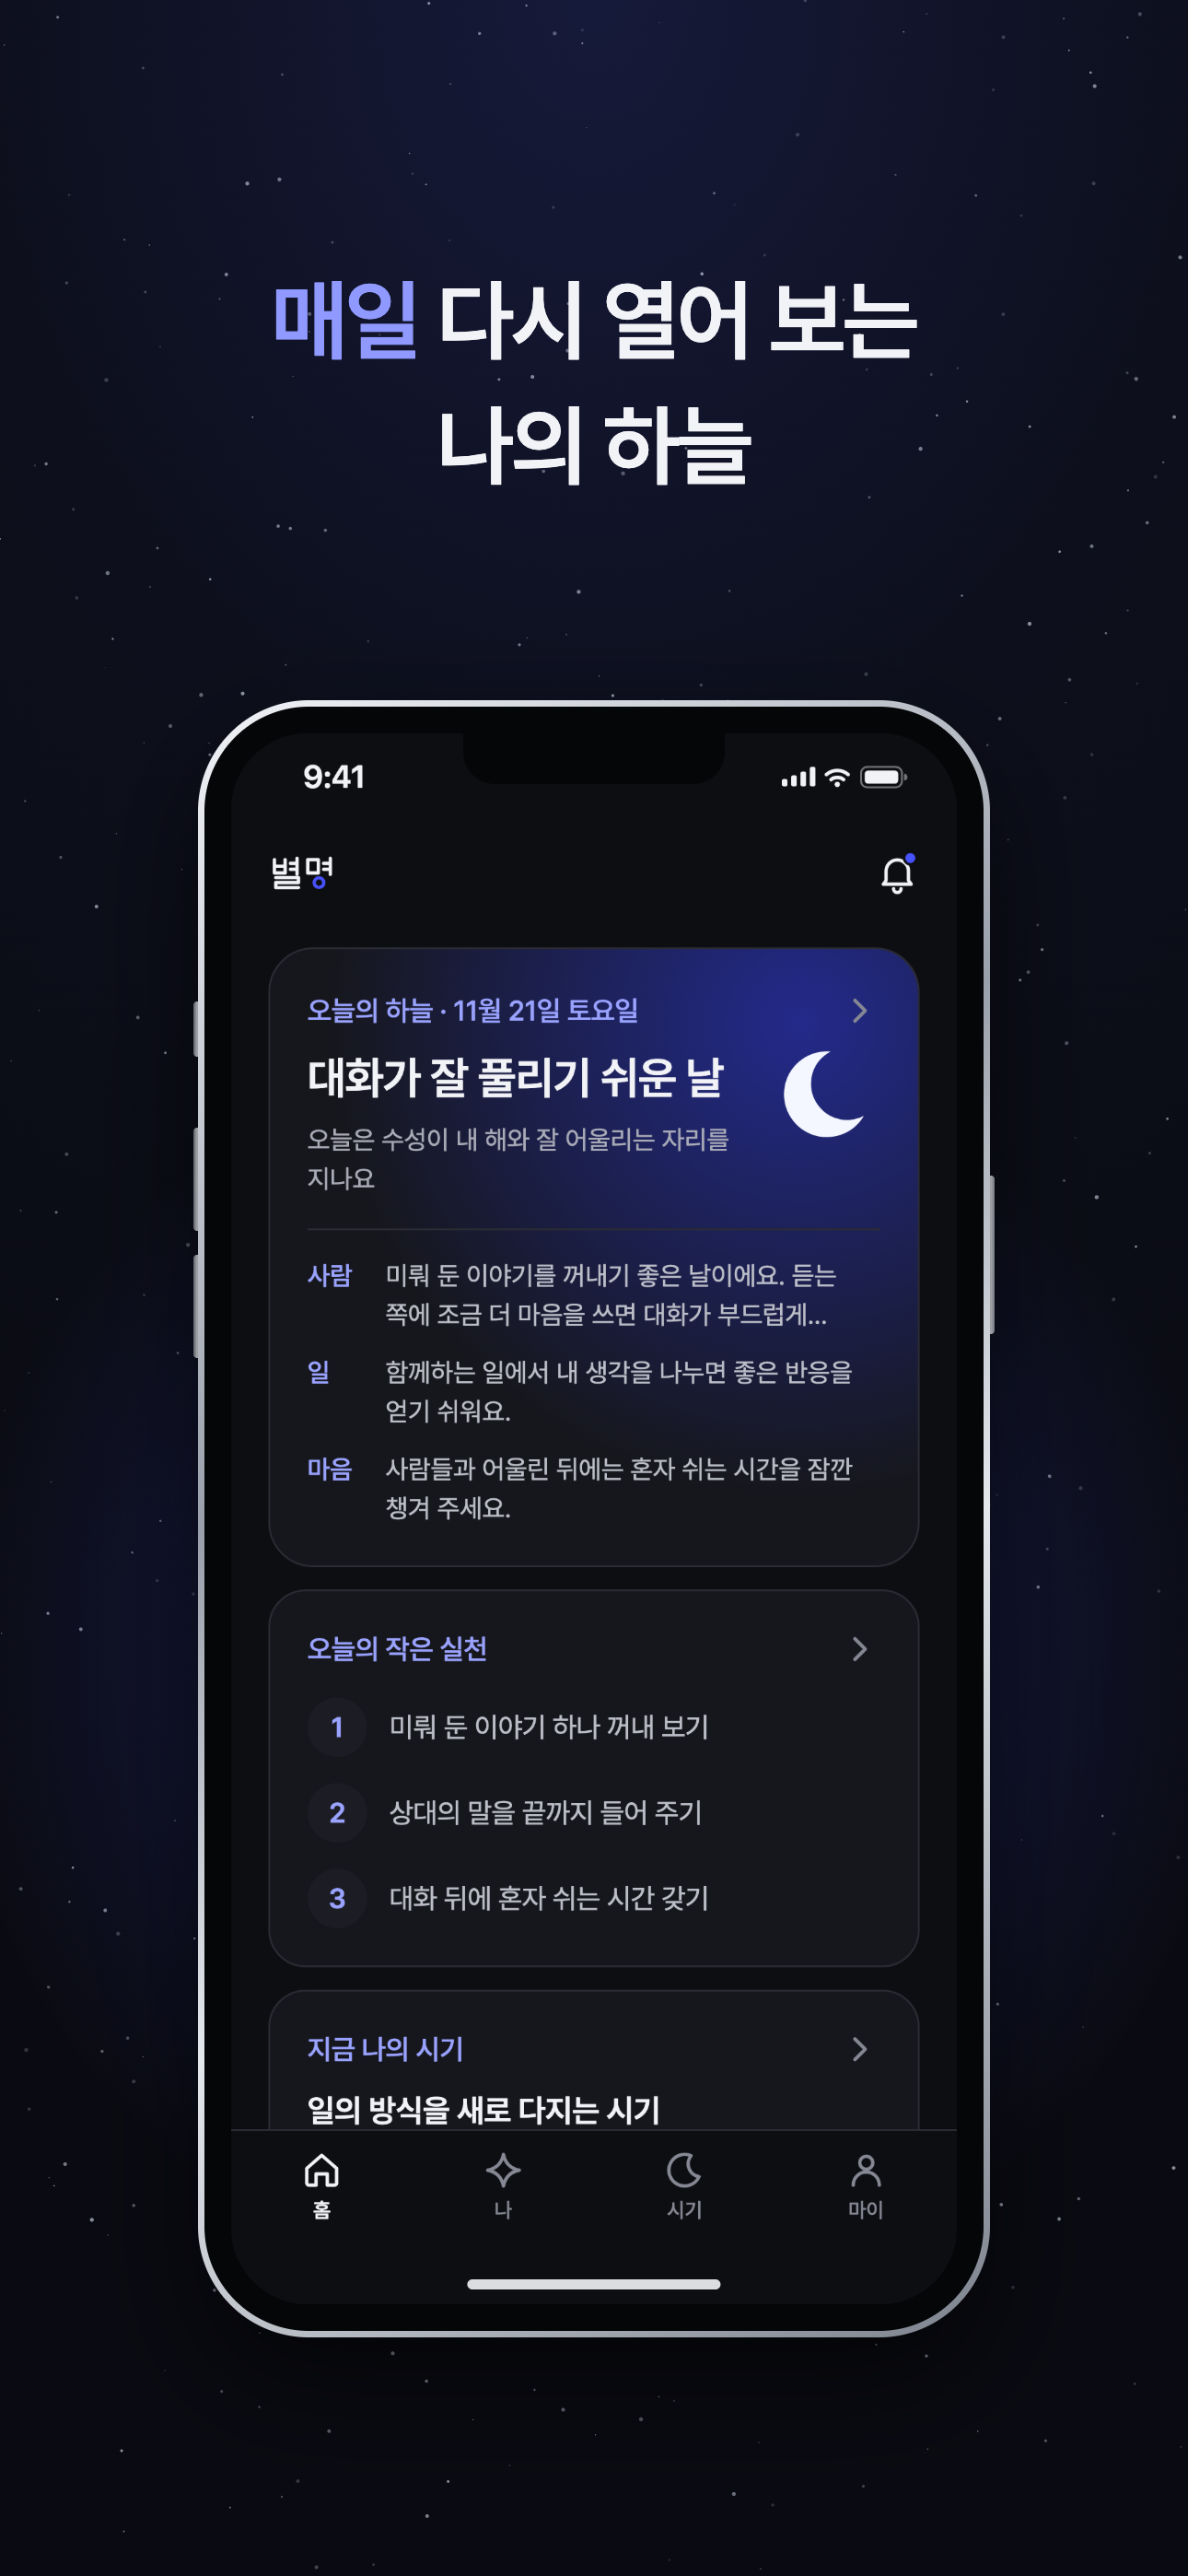 매일 다시 열어 보는
나의 하늘
9:41
별명
오늘의 하늘 · 11월 21일 토요일
대화가 잘 풀리기 쉬운 날
오늘은 수성이 내 해와 잘 어울리는 자리를
지나요
사람
미뤄 둔 이야기를 꺼내기 좋은 날이에요. 듣는
쪽에 조금 더 마음을 쓰면 대화가 부드럽게...
일
함께하는 일에서 내 생각을 나누면 좋은 반응을
얻기 쉬워요.
마음
사람들과 어울린 뒤에는 혼자 쉬는 시간을 잠깐
챙겨 주세요.
오늘의 작은 실천
1 미뤄 둔 이야기 하나 꺼내 보기
2 상대의 말을 끝까지 들어 주기
3 대화 뒤에 혼자 쉬는 시간 갖기
지금 나의 시기
일의 방식을 새로 다지는 시기
홈
나
시기
마이